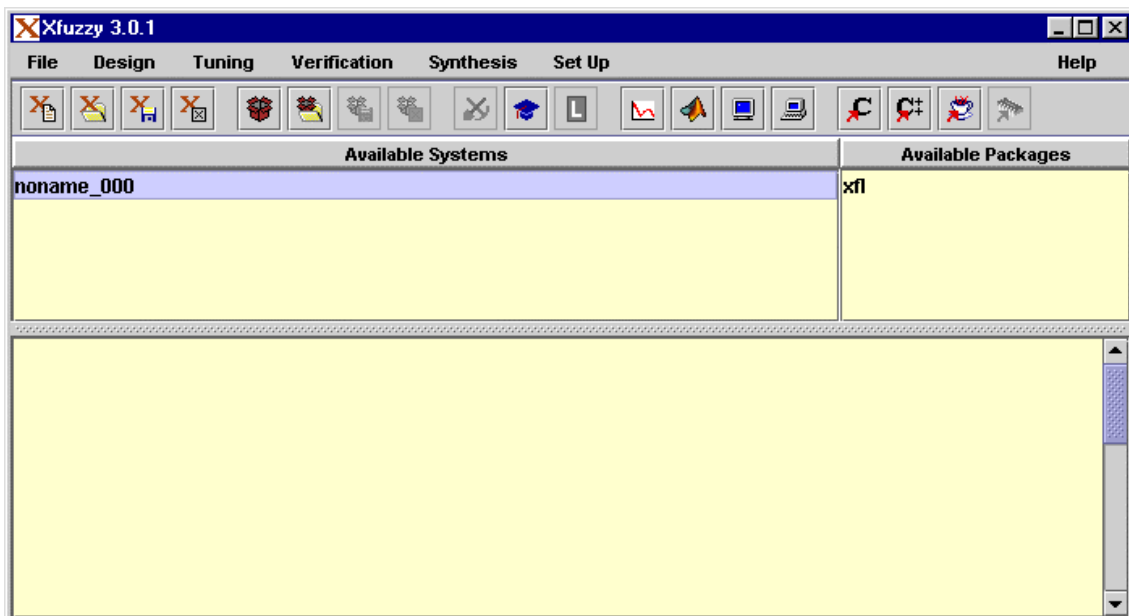 Xfuzzy 3.0.1
File Design Tuning Verification Synthesis Set Up Help
Available Systems Available Packages
noname_000 xfl